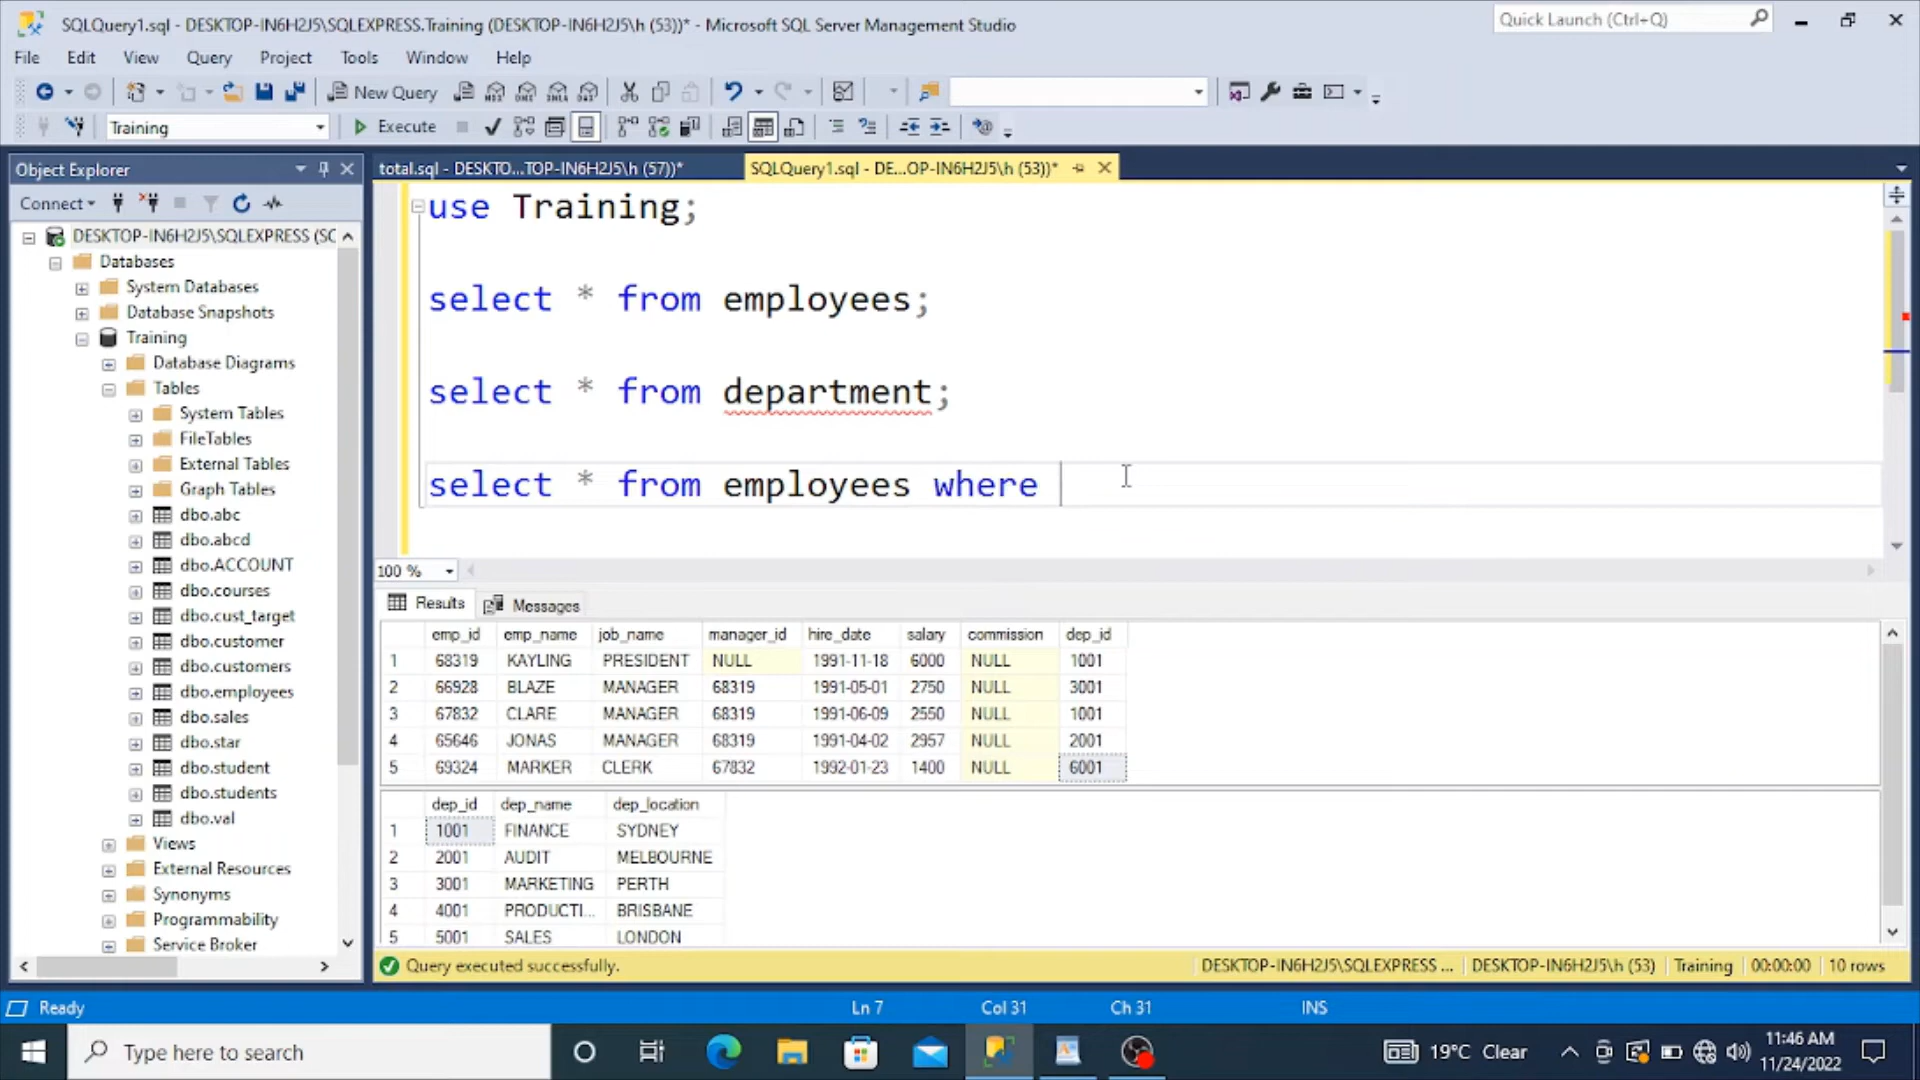 SQLQuery1.sql - DESKTOP-IN6H2J5\SQLEXPRESS.Training (DESKTOP-IN6H2J5\h (53))* - Microsoft SQL Server Management Studio
Quick Launch (Ctrl+Q)
File Edit View Query Project Tools Window Help
New Query
Training Execute
Object Explorer
total.sql - DESKTO...TOP-IN6H2J5\h (57))*
SQLQuery1.sql - DE...OP-IN6H2J5\h (53))*
Connect
DESKTOP-IN6H2J5\SQLEXPRESS (SC
Databases
System Databases
Database Snapshots
Training
Database Diagrams
Tables
System Tables
FileTables
External Tables
Graph Tables
dbo.abc
dbo.abcd
dbo.ACCOUNT
dbo.courses
dbo.cust_target
dbo.customer
dbo.customers
dbo.employees
dbo.sales
dbo.star
dbo.student
dbo.students
dbo.val
Views
External Resources
Synonyms
Programmability
Service Broker
use Training;
select * from employees;
select * from department;
select * from employees where
100 %
Results Messages
emp_id emp_name job_name manager_id hire_date salary commission dep_id
1 68319 KAYLING PRESIDENT NULL 1991-11-18 6000 NULL 1001
2 66928 BLAZE MANAGER 68319 1991-05-01 2750 NULL 3001
3 67832 CLARE MANAGER 68319 1991-06-09 2550 NULL 1001
4 65646 JONAS MANAGER 68319 1991-04-02 2957 NULL 2001
5 69324 MARKER CLERK 67832 1992-01-23 1400 NULL 6001
dep_id dep_name dep_location
1 1001 FINANCE SYDNEY
2 2001 AUDIT MELBOURNE
3 3001 MARKETING PERTH
4 4001 PRODUCTI... BRISBANE
5 5001 SALES LONDON
Query executed successfully.
DESKTOP-IN6H2J5\SQLEXPRESS ... DESKTOP-IN6H2J5\h (53) Training 00:00:00 10 rows
Ready Ln 7 Col 31 Ch 31 INS
Type here to search
19°C Clear
11:46 AM
11/24/2022